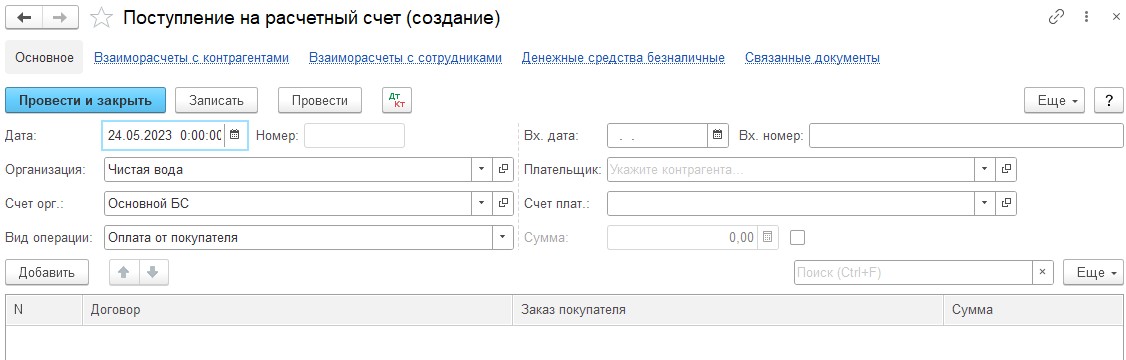 Поступление на расчетный счет (создание)
Основное Взаиморасчеты с контрагентами Взаиморасчеты с сотрудниками Денежные средства безналичные Связанные документы
Провести и закрыть Записать Провести Дт Кт Еще ?
Дата: 24.05.2023 0:00:00 Номер: Вх. дата: . . Вх. номер:
Организация: Чистая вода Плательщик: Укажите контрагента...
Счет орг.: Основной БС Счет плат.:
Вид операции: Оплата от покупателя Сумма: 0,00
Добавить Поиск (Ctrl+F) × Еще
N Договор Заказ покупателя Сумма